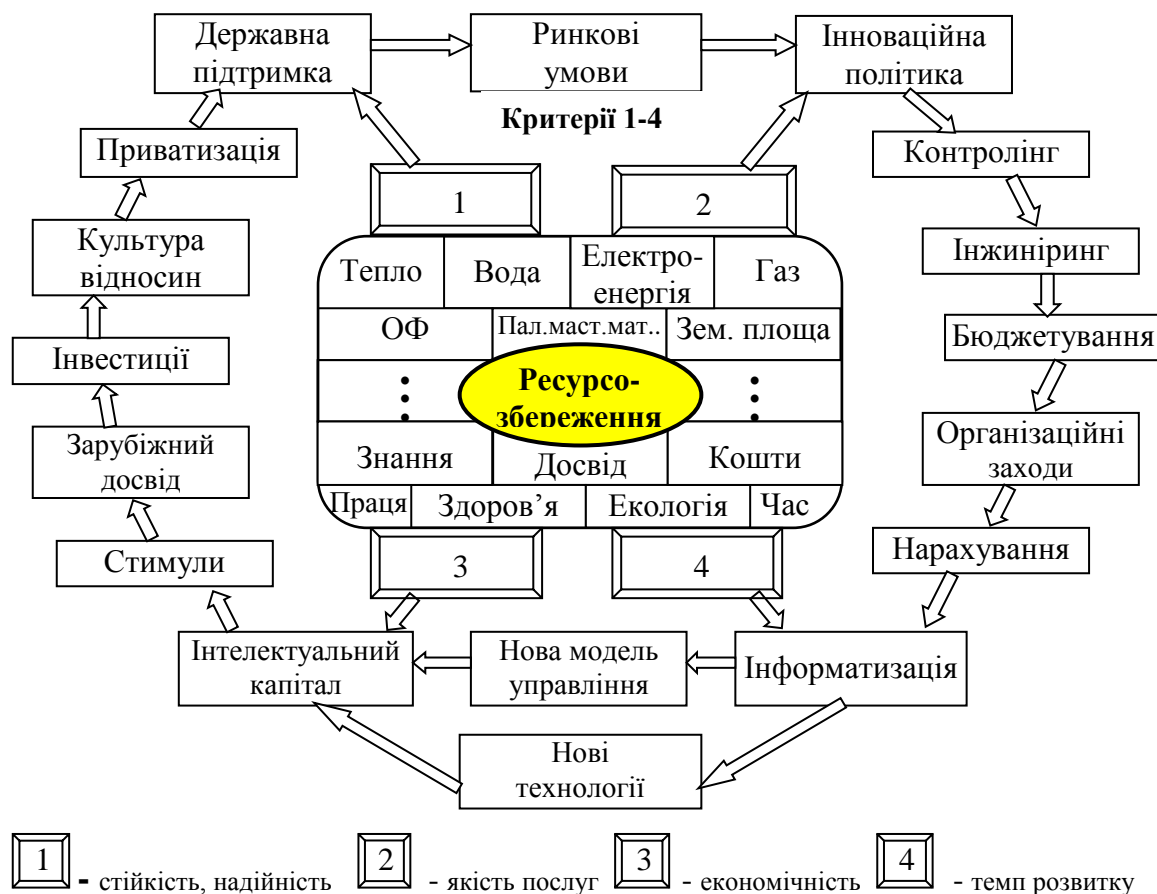 Державна
підтримка
Ринкові
умови
Інноваційна
політика
Критерії 1-4
Приватизація
Контролінг
1
2
Культура
відносин
Інжиніринг
Тепло
Вода
Електро-
енергія
Газ
Інвестиції
ОФ
Пал.маст.мат..
Зем. площа
Бюджетування
Ресурсо-
збереження
Зарубіжний
досвід
Знання
Досвід
Кошти
Організаційні
заходи
Праця
Здоров’я
Екологія
Час
Стимули
3
4
Нарахування
Інтелектуальний
капітал
Нова модель
управління
Інформатизація
Нові
технології
1 - стійкість, надійність 2 - якість послуг 3 - економічність 4 - темп розвитку